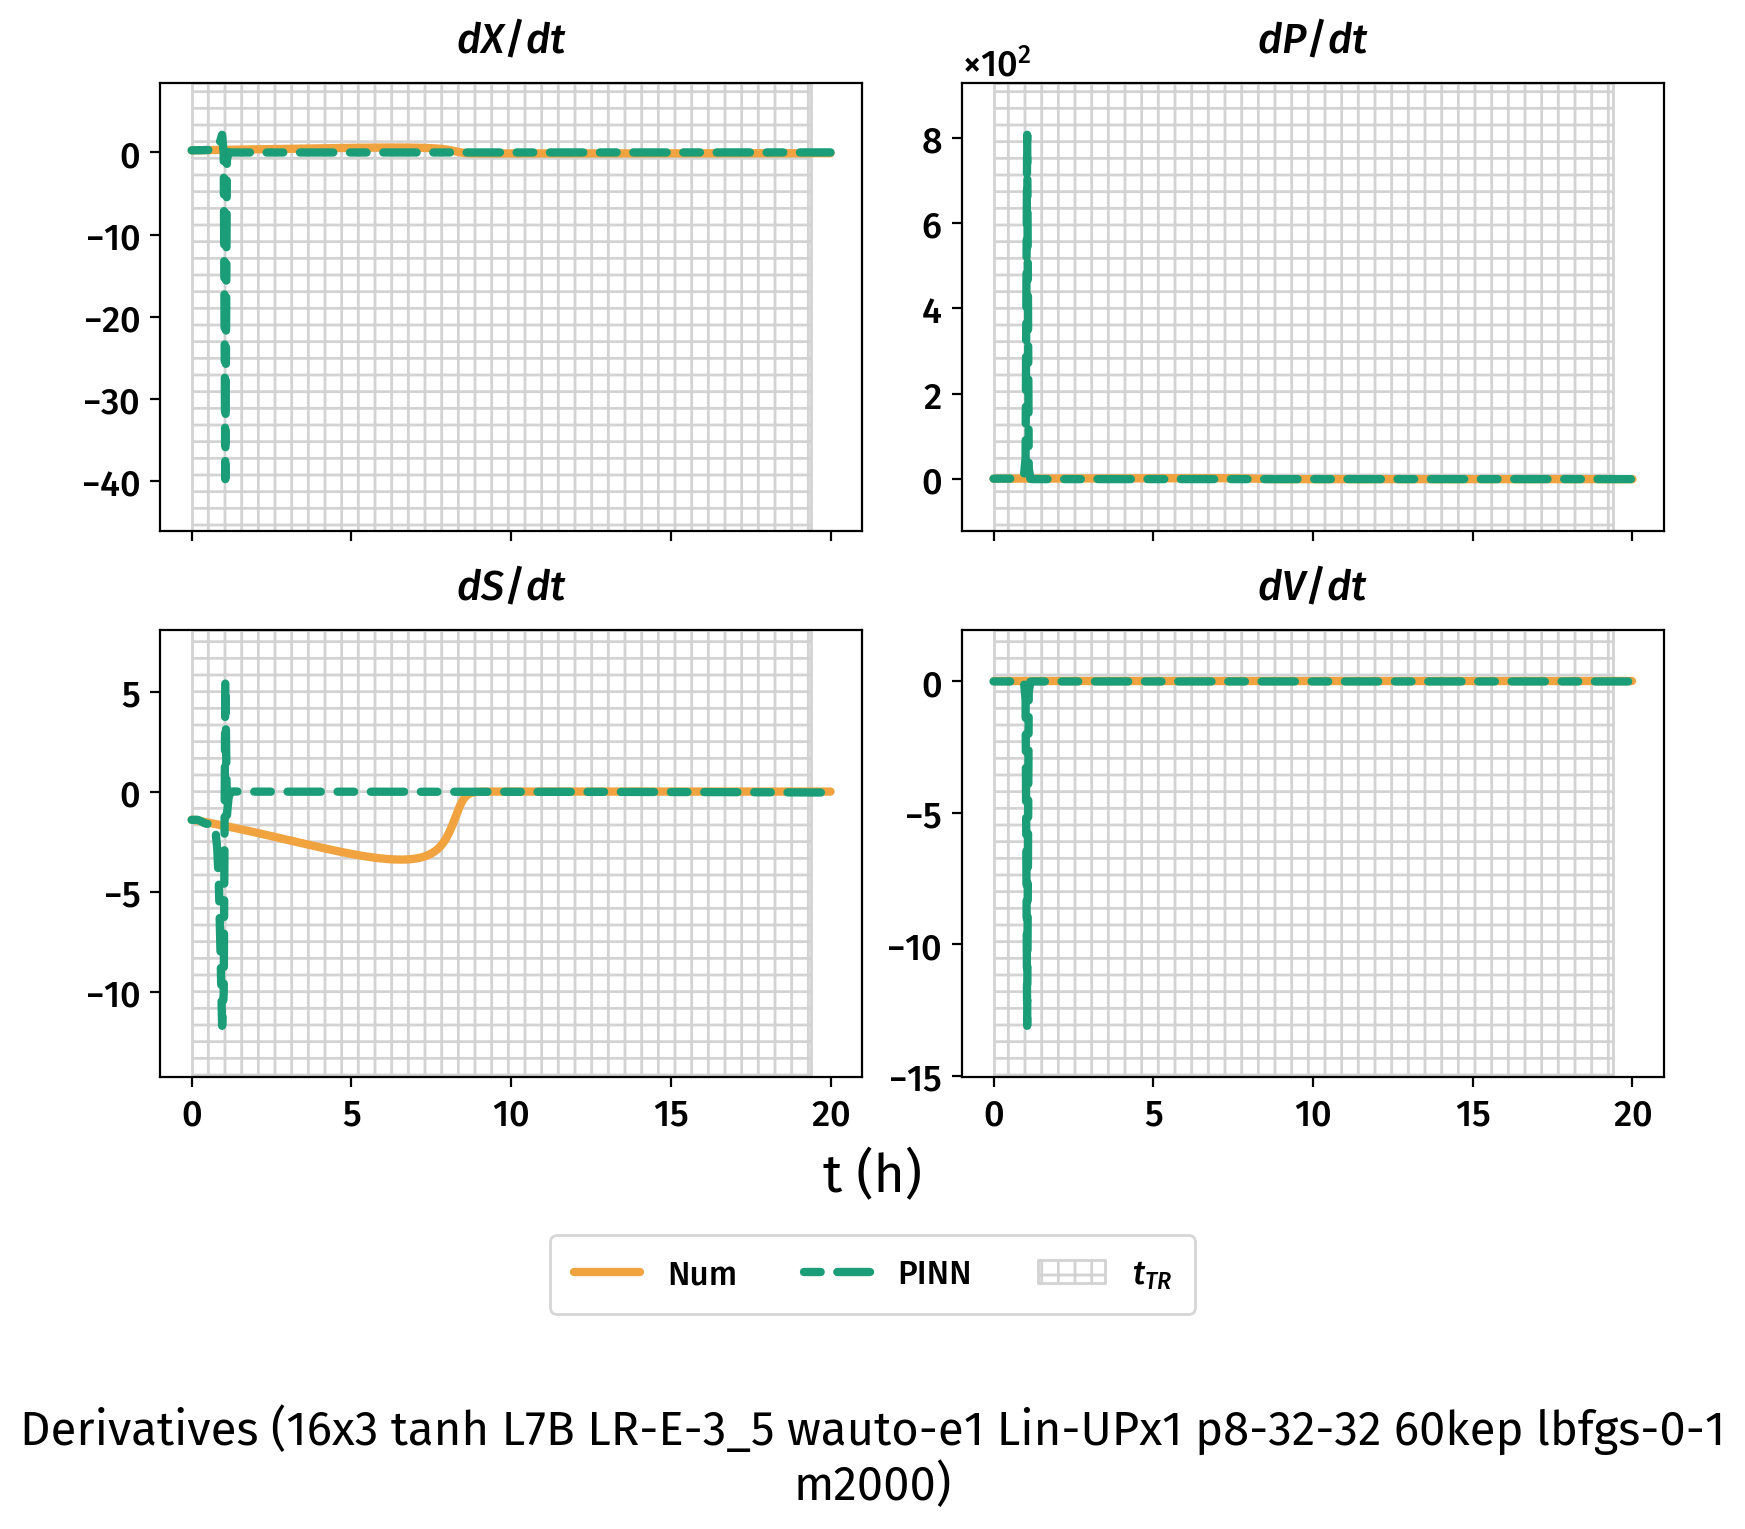 dX/dt
dP/dt
×10²
0
−10
−20
−30
−40
8
6
4
2
0
dS/dt
dV/dt
5
0
−5
−10
0
−5
−10
−15
0 5 10 15 20
0 5 10 15 20
t (h)
Num PINN t_TR
Derivatives (16x3 tanh L7B LR-E-3_5 wauto-e1 Lin-UPx1 p8-32-32 60kep lbfgs-0-1
m2000)